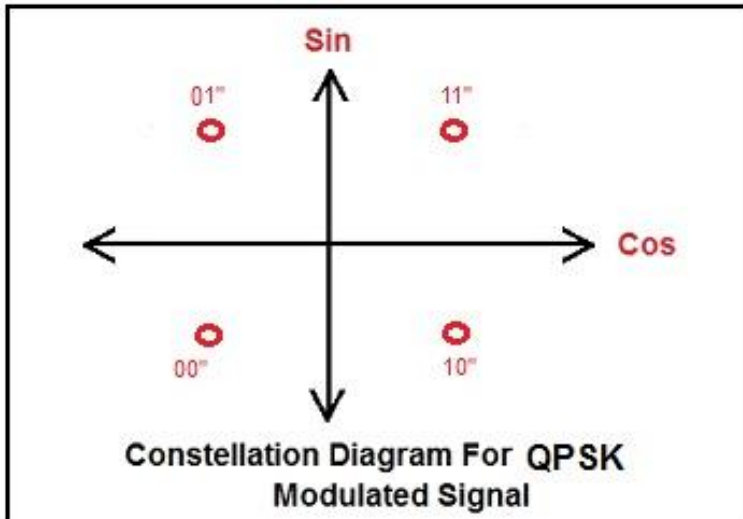 Sin
01"
11"
Cos
00"
10"
Constellation Diagram For QPSK
Modulated Signal